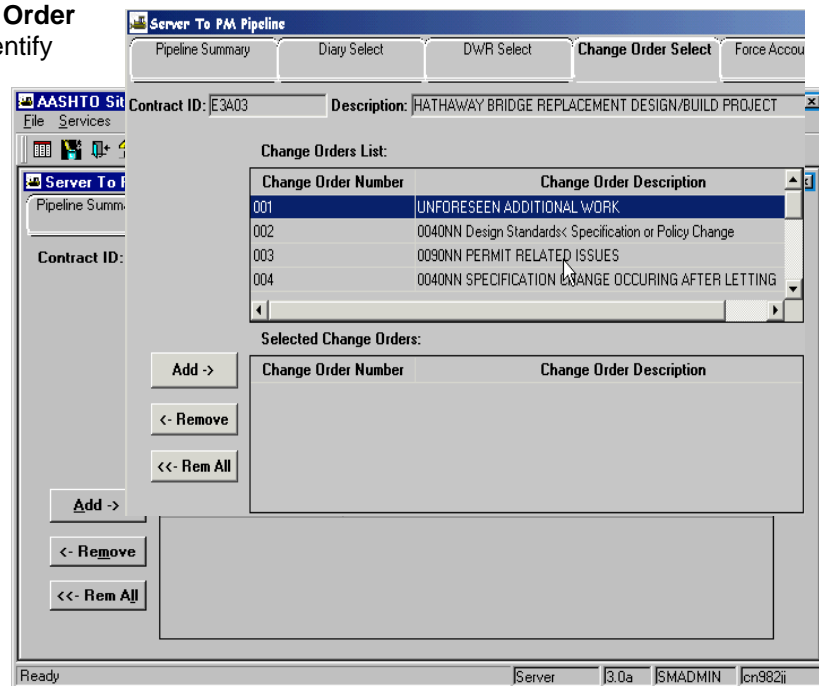 Order
entify
Server To PM Pipeline
Pipeline Summary Diary Select DWR Select Change Order Select Force Accou
AASHTO Sit
Contract ID: E3A03 Description: HATHAWAY BRIDGE REPLACEMENT DESIGN/BUILD PROJECT
File Services
Change Orders List:
Server To P
Change Order Number Change Order Description
Pipeline Summ
001 UNFORESEEN ADDITIONAL WORK
002 0040NN Design Standards< Specification or Policy Change
Contract ID:
003 0090NN PERMIT RELATED ISSUES
004 0040NN SPECIFICATION CHANGE OCCURING AFTER LETTING
Selected Change Orders:
Add -> Change Order Number Change Order Description
<- Remove
<<- Rem All
Add ->
<- Remove
<<- Rem All
Ready Server 3.0a SMADMIN cn982jj